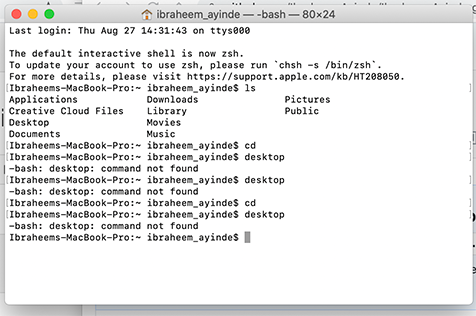 ibraheem_ayinde — -bash — 80×24
Last login: Thu Aug 27 14:31:43 on ttys000
The default interactive shell is now zsh.
To update your account to use zsh, please run `chsh -s /bin/zsh`.
For more details, please visit https://support.apple.com/kb/HT208050.
[Ibraheems-MacBook-Pro:~ ibraheem_ayinde$ ls ]
Applications Downloads Pictures
Creative Cloud Files Library Public
Desktop Movies
Documents Music
[Ibraheems-MacBook-Pro:~ ibraheem_ayinde$ cd ]
[Ibraheems-MacBook-Pro:~ ibraheem_ayinde$ desktop ]
-bash: desktop: command not found
[Ibraheems-MacBook-Pro:~ ibraheem_ayinde$ desktop ]
-bash: desktop: command not found
[Ibraheems-MacBook-Pro:~ ibraheem_ayinde$ cd ]
[Ibraheems-MacBook-Pro:~ ibraheem_ayinde$ desktop ]
-bash: desktop: command not found
Ibraheems-MacBook-Pro:~ ibraheem_ayinde$